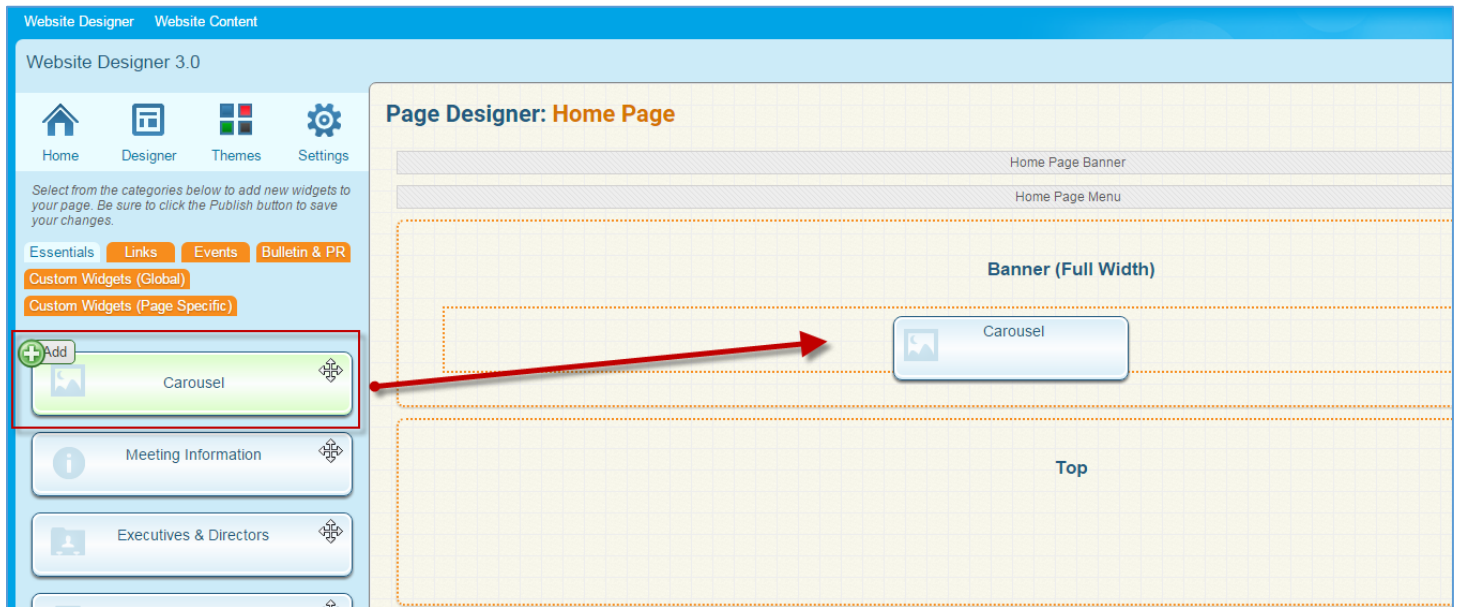 Website Designer Website Content
Website Designer 3.0
Home Designer Themes Settings
Select from the categories below to add new widgets to
your page. Be sure to click the Publish button to save
your changes.
Essentials Links Events Bulletin & PR
Custom Widgets (Global)
Custom Widgets (Page Specific)
Add
Carousel
Meeting Information
Executives & Directors
Page Designer: Home Page
Home Page Banner
Home Page Menu
Banner (Full Width)
Carousel
Top